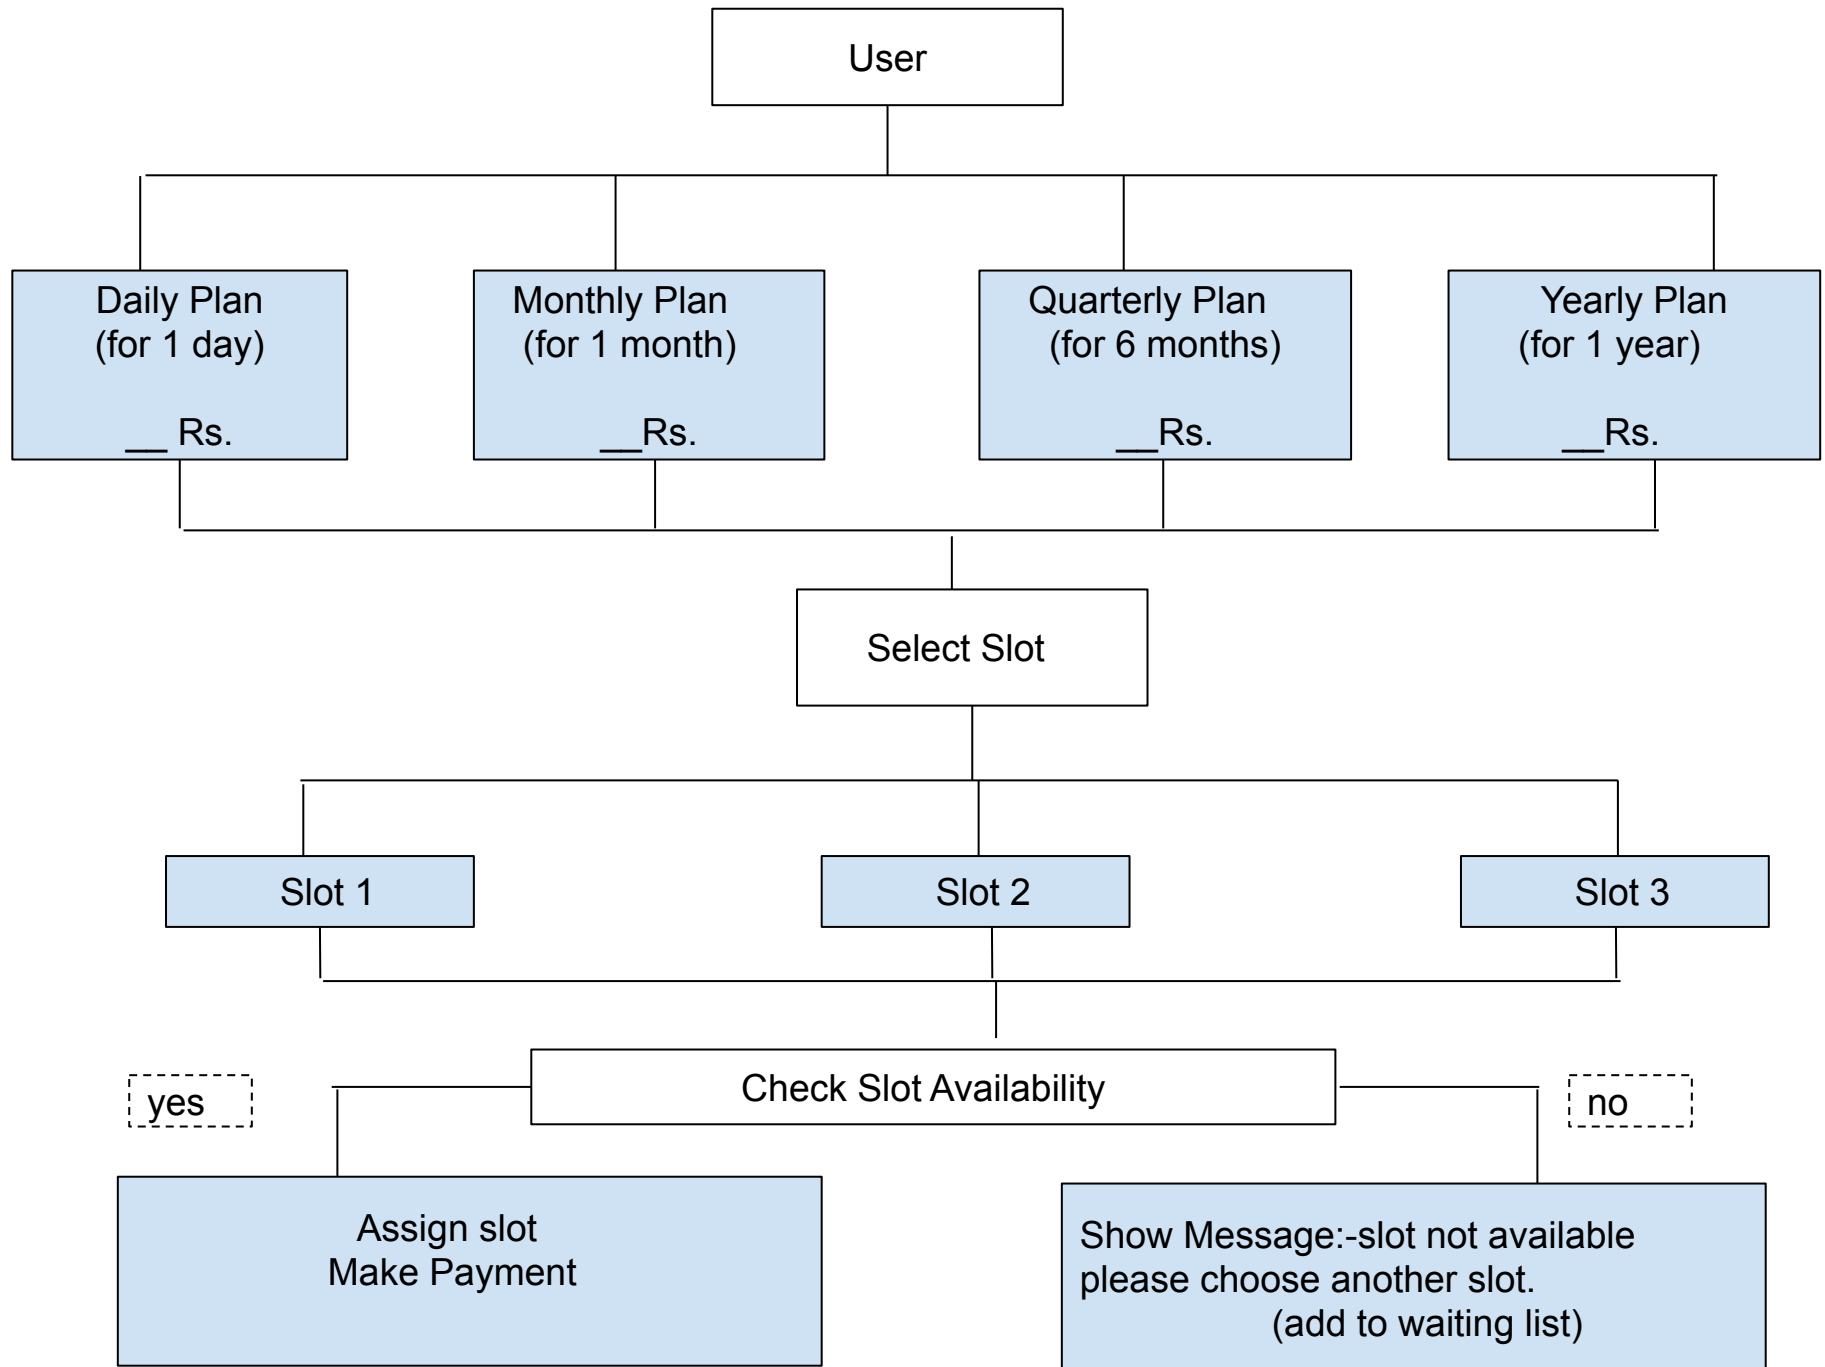 User
Daily Plan
(for 1 day)
__ Rs.
Monthly Plan
(for 1 month)
__Rs.
Quarterly Plan
(for 6 months)
__Rs.
Yearly Plan
(for 1 year)
__Rs.
Select Slot
Slot 1
Slot 2
Slot 3
Check Slot Availability
yes
no
Assign slot
Make Payment
Show Message:-slot not available
please choose another slot.
(add to waiting list)